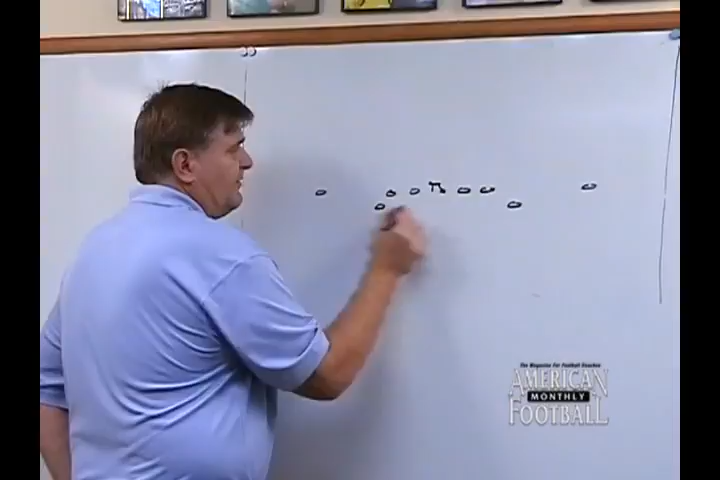 The Magazine For Football Coaches
AMERICAN
MONTHLY
FOOTBALL